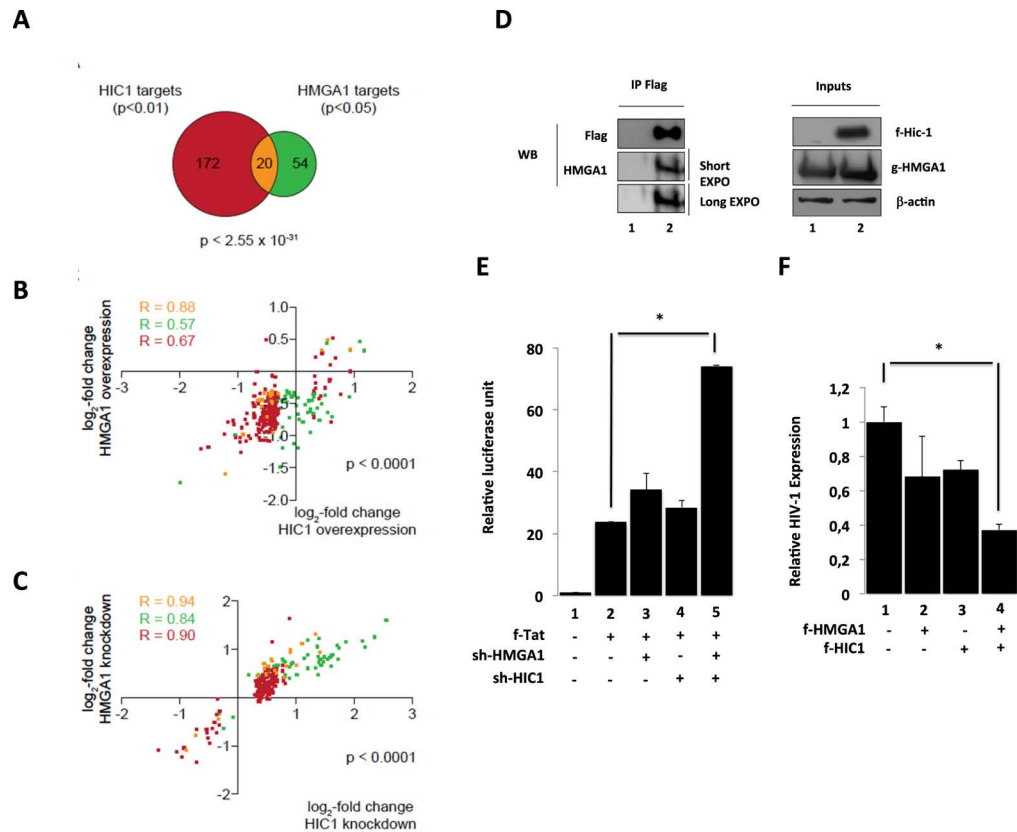 A
HIC1 targets
(p<0.01)
HMGA1 targets
(p<0.05)
172
20
54
p < 2.55 x 10-31
B
R = 0.88
R = 0.57
R = 0.67
log2-fold change
HMGA1 overexpression
1.0
0.5
-3
-2
-1
1
2
.5
-1.0
-1.5
-2.0
p < 0.0001
log2-fold change
HIC1 overexpression
C
R = 0.94
R = 0.84
R = 0.90
log2-fold change
HMGA1 knockdown
2
1
-2
-1
1
2
3
-1
-2
p < 0.0001
log2-fold change
HIC1 knockdown
D
IP Flag
Inputs
WB
Flag
HMGA1
Short
EXPO
Long EXPO
1 2
f-Hic-1
g-HMGA1
β-actin
1 2
E
*
Relative luciferase unit
80
60
40
20
0
1 2 3 4 5
f-Tat - + + + +
sh-HMGA1 - - + - +
sh-HIC1 - - - + +
F
*
Relative HIV-1 Expression
1,2
1
0,8
0,6
0,4
0,2
0
1 2 3 4
f-HMGA1 - + - +
f-HIC1 - - + +